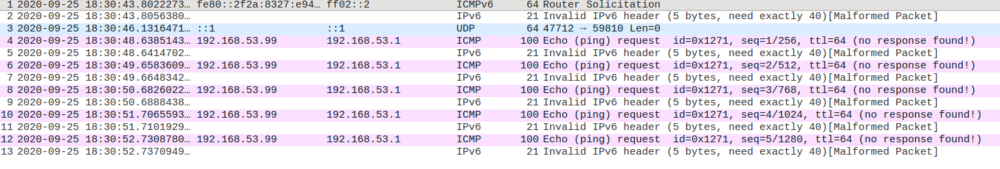 1 2020-09-25 18:30:43.8022273… fe80::2f2a:8327:e94… ff02::2 ICMPv6 64 Router Solicitation
2 2020-09-25 18:30:43.8056380… IPv6 21 Invalid IPv6 header (5 bytes, need exactly 40)[Malformed Packet]
3 2020-09-25 18:30:46.1316471… ::1 ::1 UDP 64 47712 → 59810 Len=0
4 2020-09-25 18:30:48.6385143… 192.168.53.99 192.168.53.1 ICMP 100 Echo (ping) request id=0x1271, seq=1/256, ttl=64 (no response found!)
5 2020-09-25 18:30:48.6414702… IPv6 21 Invalid IPv6 header (5 bytes, need exactly 40)[Malformed Packet]
6 2020-09-25 18:30:49.6583609… 192.168.53.99 192.168.53.1 ICMP 100 Echo (ping) request id=0x1271, seq=2/512, ttl=64 (no response found!)
7 2020-09-25 18:30:49.6648342… IPv6 21 Invalid IPv6 header (5 bytes, need exactly 40)[Malformed Packet]
8 2020-09-25 18:30:50.6826022… 192.168.53.99 192.168.53.1 ICMP 100 Echo (ping) request id=0x1271, seq=3/768, ttl=64 (no response found!)
9 2020-09-25 18:30:50.6888438… IPv6 21 Invalid IPv6 header (5 bytes, need exactly 40)[Malformed Packet]
10 2020-09-25 18:30:51.7065593… 192.168.53.99 192.168.53.1 ICMP 100 Echo (ping) request id=0x1271, seq=4/1024, ttl=64 (no response found!)
11 2020-09-25 18:30:51.7101929… IPv6 21 Invalid IPv6 header (5 bytes, need exactly 40)[Malformed Packet]
12 2020-09-25 18:30:52.7308780… 192.168.53.99 192.168.53.1 ICMP 100 Echo (ping) request id=0x1271, seq=5/1280, ttl=64 (no response found!)
13 2020-09-25 18:30:52.7370949… IPv6 21 Invalid IPv6 header (5 bytes, need exactly 40)[Malformed Packet]